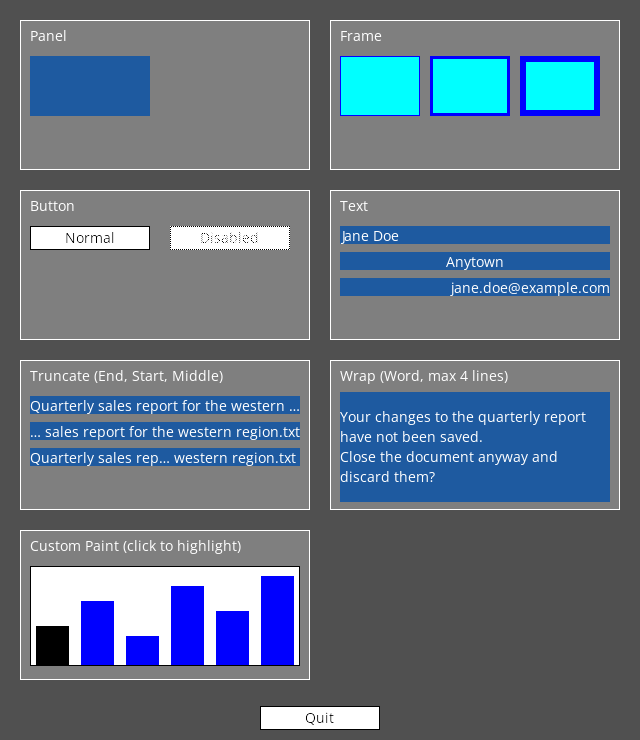 Panel
Frame
Button
Normal
Disabled
Text
Jane Doe
Anytown
jane.doe@example.com
Truncate (End, Start, Middle)
Quarterly sales report for the western ...
... sales report for the western region.txt
Quarterly sales rep... western region.txt
Wrap (Word, max 4 lines)
Your changes to the quarterly report
have not been saved.
Close the document anyway and
discard them?
Custom Paint (click to highlight)
Quit